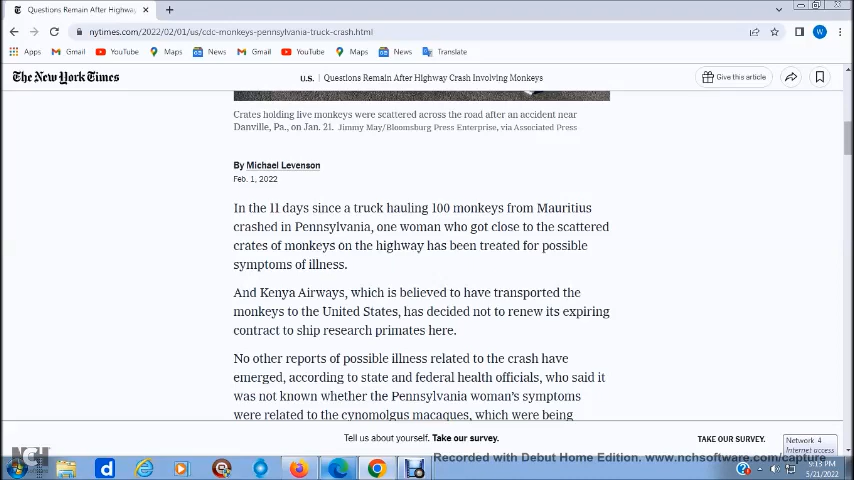 Questions Remain After Highway
nytimes.com/2022/02/01/us/cdc-monkeys-pennsylvania-truck-crash.html
Apps Gmail YouTube Maps News Gmail YouTube Maps News Translate
The New York Times
U.S. | Questions Remain After Highway Crash Involving Monkeys
Give this article
Crates holding live monkeys were scattered across the road after an accident near
Danville, Pa., on Jan. 21. Jimmy May/Bloomsburg Press Enterprise, via Associated Press
By Michael Levenson
Feb. 1, 2022
In the 11 days since a truck hauling 100 monkeys from Mauritius
crashed in Pennsylvania, one woman who got close to the scattered
crates of monkeys on the highway has been treated for possible
symptoms of illness.
And Kenya Airways, which is believed to have transported the
monkeys to the United States, has decided not to renew its expiring
contract to ship research primates here.
No other reports of possible illness related to the crash have
emerged, according to state and federal health officials, who said it
was not known whether the Pennsylvania woman's symptoms
were related to the cynomolgus macaques, which were being
Tell us about yourself. Take our survey.
TAKE OUR SURVEY.
Network 4
Internet access
NCH
Recorded with Debut Home Edition. www.nchsoftware.com/capture
9:13 PM
5/21/2022